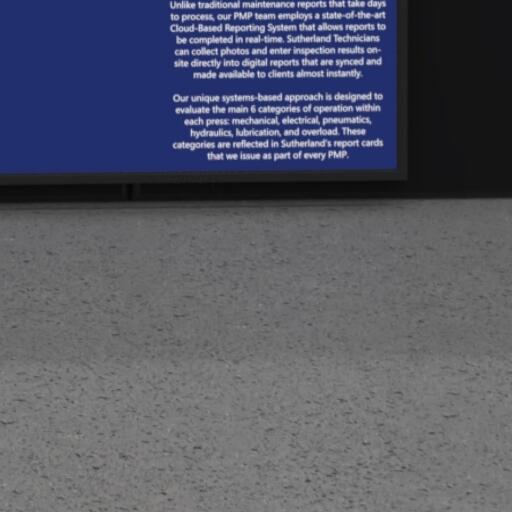 Unlike traditional maintenance reports that take days
to process, our PMP team employs a state-of-the-art
Cloud-Based Reporting System that allows reports to
be completed in real-time. Sutherland Technicians
can collect photos and enter inspection results on-
site directly into digital reports that are synced and
made available to clients almost instantly.
Our unique systems-based approach is designed to
evaluate the main 6 categories of operation within
each press: mechanical, electrical, pneumatics,
hydraulics, lubrication, and overload. These
categories are reflected in Sutherland's report cards
that we issue as part of every PMP.